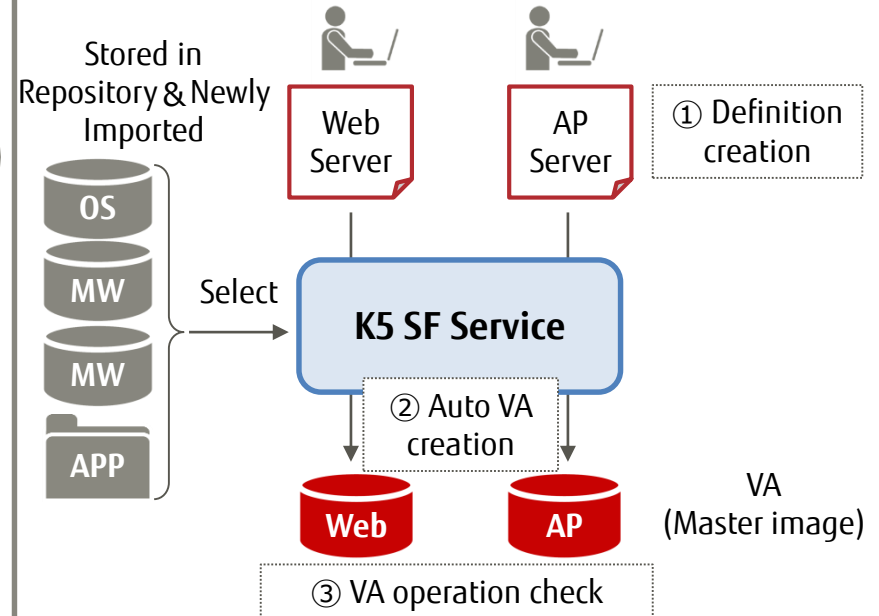 Stored in
Repository & Newly
Imported
OS
MW
MW
APP
Select
Web
Server
AP
Server
① Definition
creation
K5 SF Service
② Auto VA
creation
Web
AP
VA
(Master image)
③ VA operation check